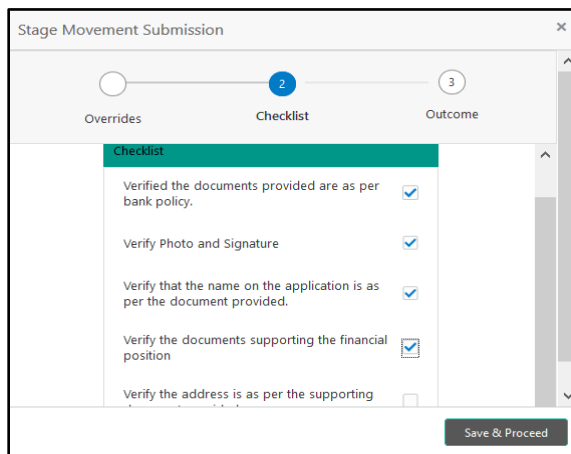 Stage Movement Submission
×
2
3
Overrides
Checklist
Outcome
Checklist
Verified the documents provided are as per
bank policy.
Verify Photo and Signature
Verify that the name on the application is as
per the document provided.
Verify the documents supporting the financial
position
Verify the address is as per the supporting
Save & Proceed